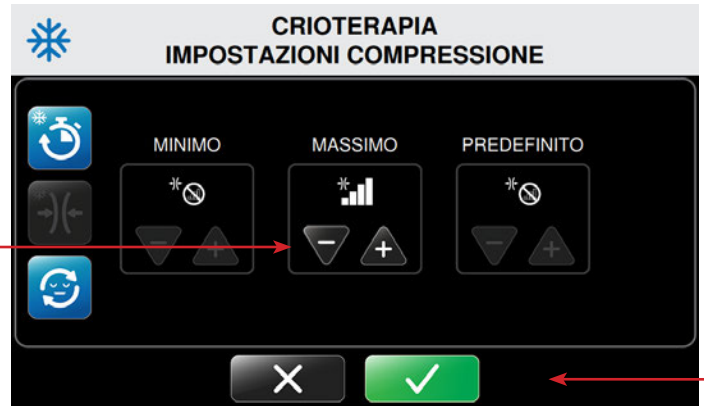 CRIOTERAPIA
IMPOSTAZIONI COMPRESSIONE
MINIMO MASSIMO PREDEFINITO